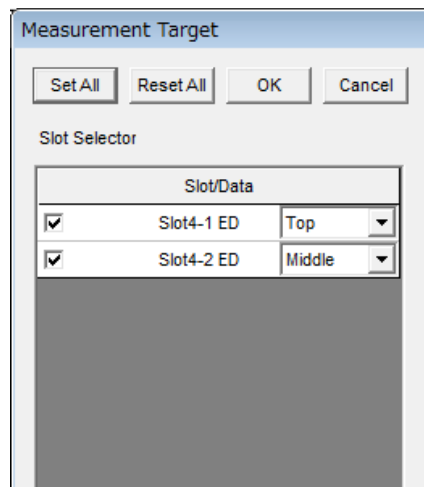 Measurement Target
Set All Reset All OK Cancel
Slot Selector
Slot/Data
Slot4-1 ED Top
Slot4-2 ED Middle